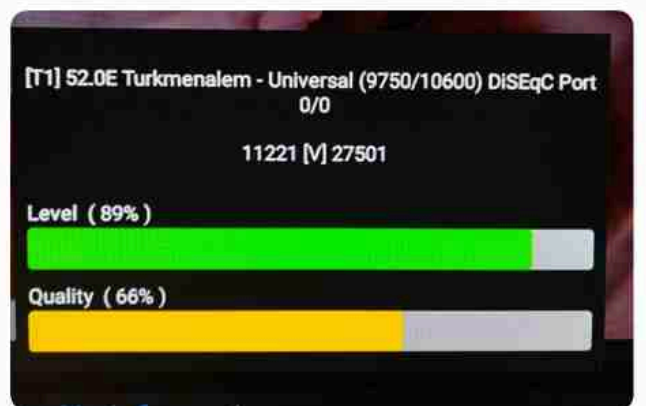 [T1] 52.0E Turkmenalem - Universal (9750/10600) DiSEqC Port
0/0
11221 [V] 27501
Level ( 89% )
Quality ( 66% )